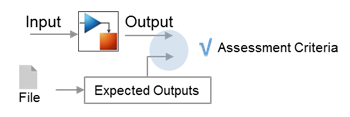 Input
Output
Assessment Criteria
File
Expected Outputs